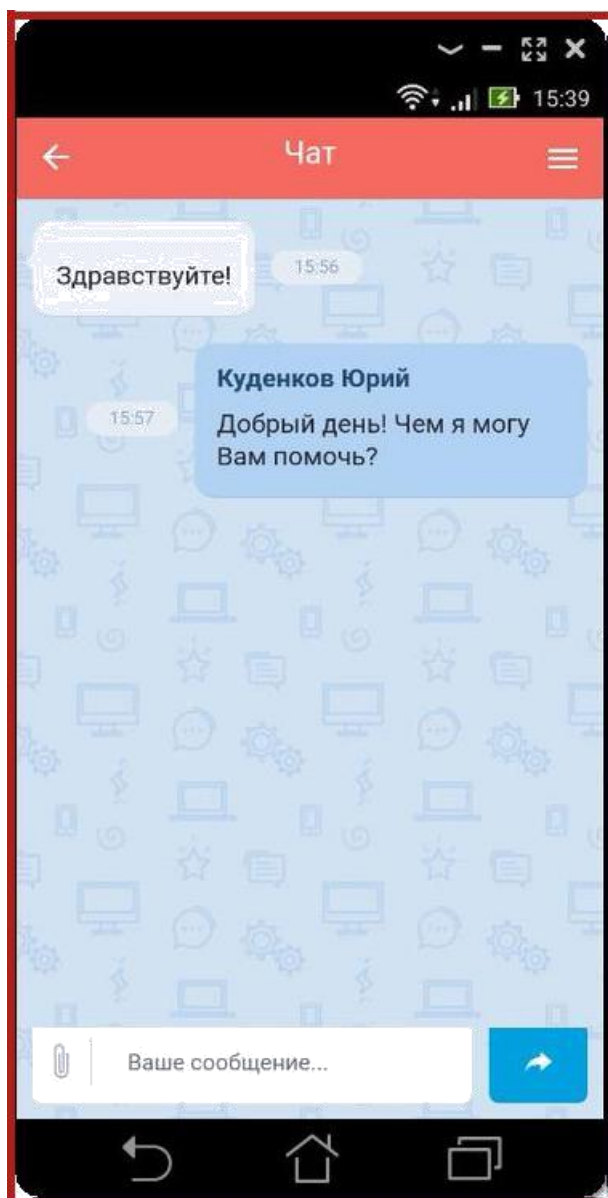 15:39
Чат
Здравствуйте!
15:56
Куденков Юрий
15:57
Добрый день! Чем я могу
Вам помочь?
Ваше сообщение...